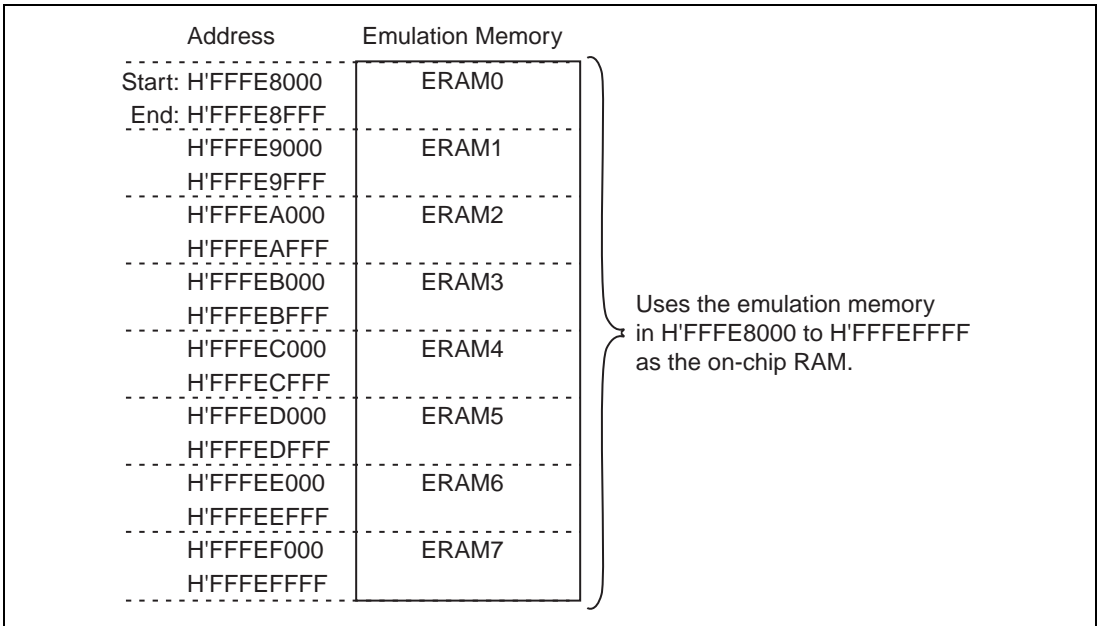 Address Emulation Memory
Start: H'FFFE8000 ERAM0
End: H'FFFE8FFF
H'FFFE9000 ERAM1
H'FFFE9FFF
H'FFFEA000 ERAM2
H'FFFEAFFF
H'FFFEB000 ERAM3
H'FFFEBFFF
H'FFFEC000 ERAM4
H'FFFECFFF
H'FFFED000 ERAM5
H'FFFEDFFF
H'FFFEE000 ERAM6
H'FFFEEFFF
H'FFFEF000 ERAM7
H'FFFEFFFF
Uses the emulation memory
in H'FFFE8000 to H'FFFEFFFF
as the on-chip RAM.